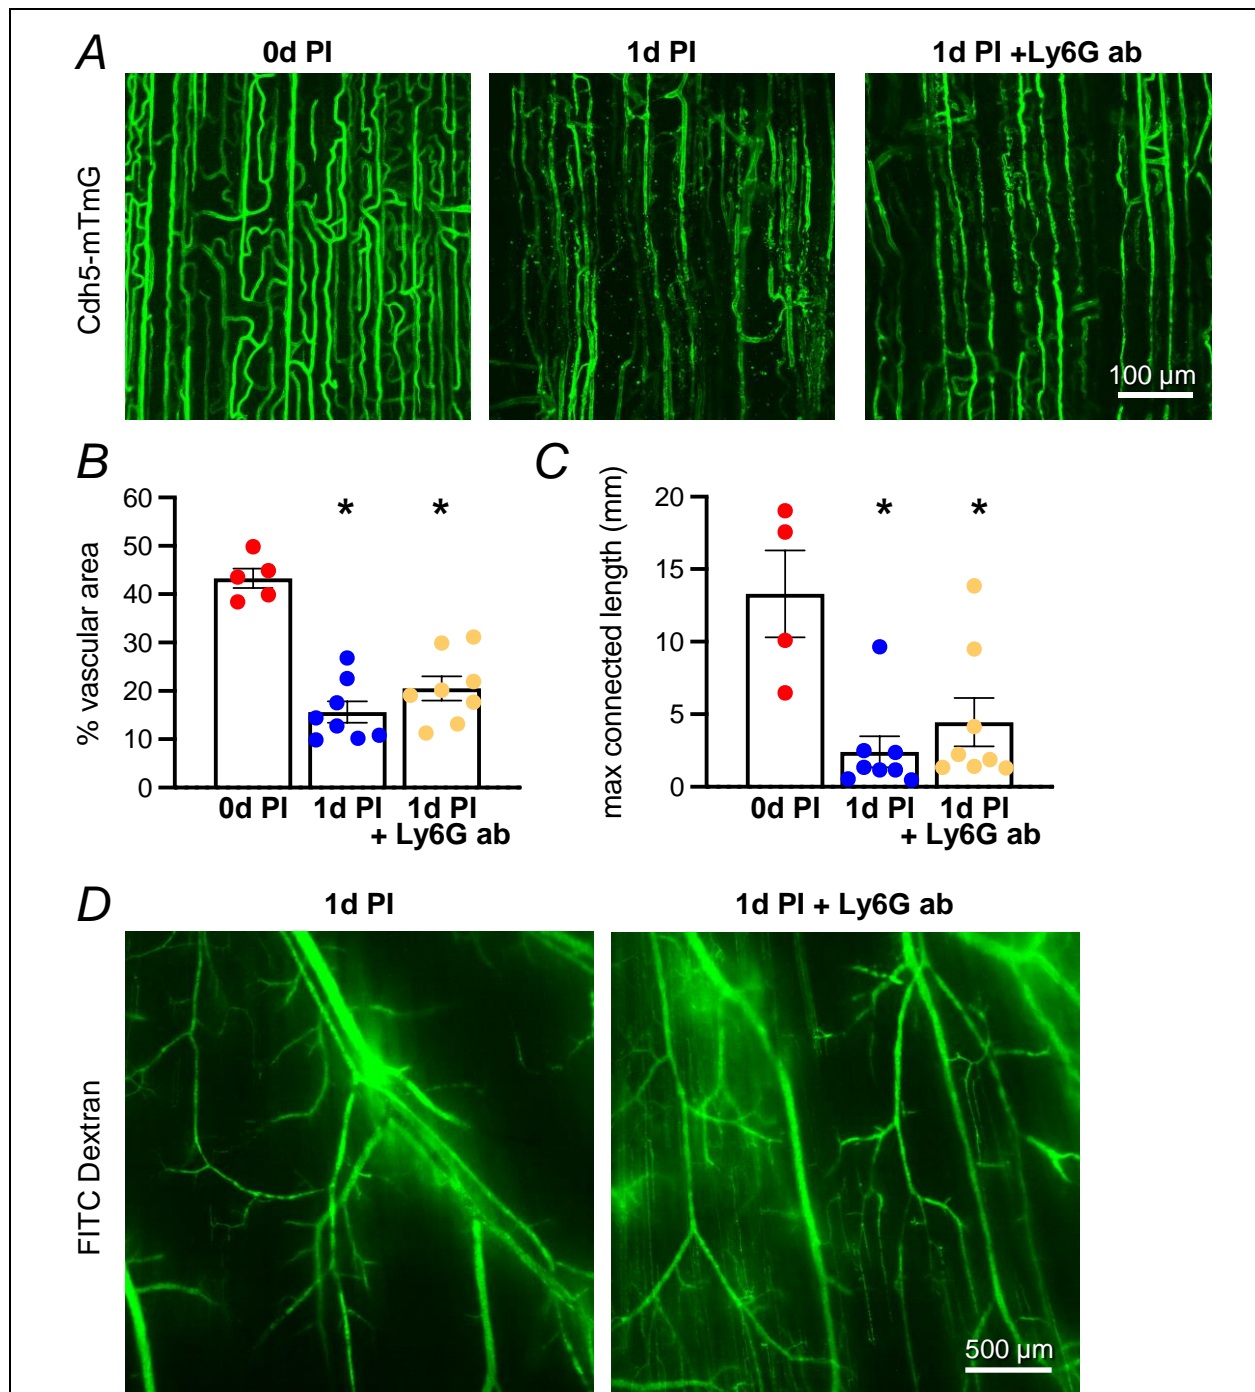 A
0d PI
1d PI
1d PI +Ly6G ab
Cdh5-mTmG
100 µm
B
% vascular area
60
50
40
30
20
10
0
*
*
0d PI
1d PI
1d PI
+ Ly6G ab
C
max connected length (mm)
20
15
10
5
0
*
*
0d PI
1d PI
1d PI
+ Ly6G ab
D
1d PI
1d PI + Ly6G ab
FITC Dextran
500 µm